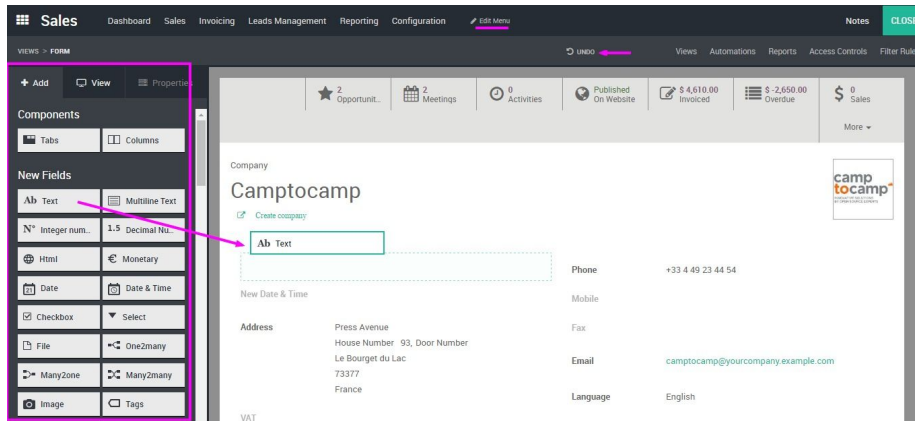 Sales Dashboard Sales Invoicing Leads Management Reporting Configuration Edit Menu Notes CLOSE
VIEWS > FORM UNDO Views Automations Reports Access Controls Filter Rule
+ Add View Properties
Components
Tabs Columns
New Fields
Ab Text Multiline Text
N° Integer num... 1.5 Decimal Nu...
Html € Monetary
21 Date Date & Time
Checkbox Select
File One2many
Many2one Many2many
Image Tags
2 Opportunit... 2 Meetings 0 Activities Published On Website $ 4,610.00 Invoiced $ -2,650.00 Overdue $ 0 Sales
More
Company
Camptocamp
Create company
camp
tocamp
Ab Text
Phone +33 4 49 23 44 54
New Date & Time
Mobile
Address Press Avenue
Fax
House Number 93, Door Number
Le Bourget du Lac
Email camptocamp@yourcompany.example.com
73377
France
Language English
VAT